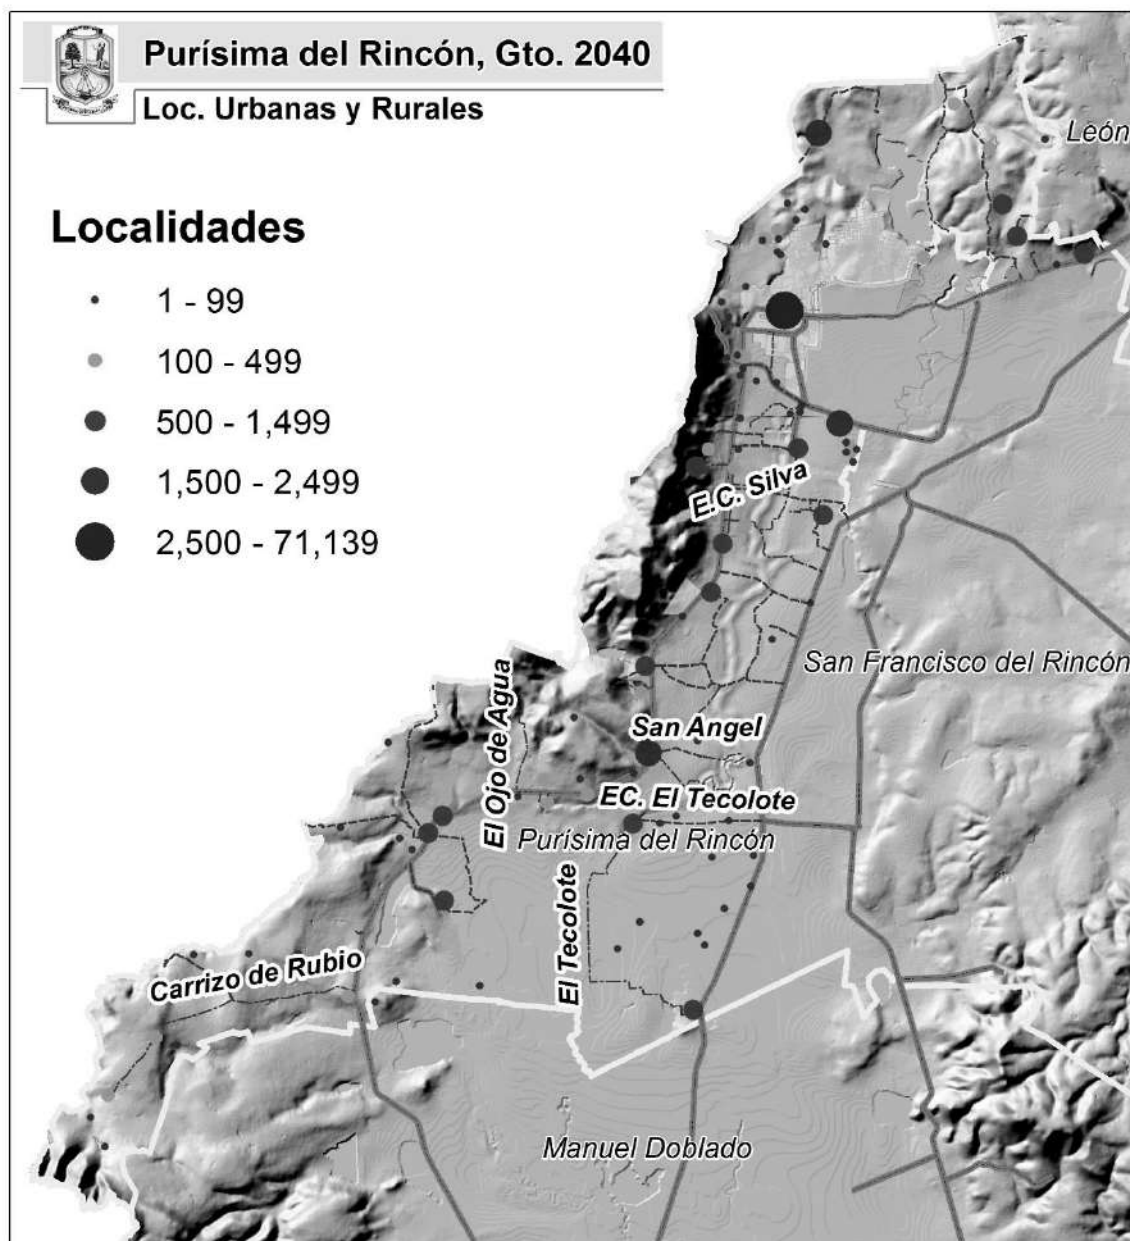 Purísima del Rincón, Gto. 2040
Loc. Urbanas y Rurales
León
Localidades
1 - 99
100 - 499
500 - 1,499
1,500 - 2,499
2,500 - 71,139
E.C. Silva
San Francisco del Rincón
El Ojo de Agua
San Angel
EC. El Tecolote
Purísima del Rincón
El Tecolote
Carrizo de Rubio
Manuel Doblado